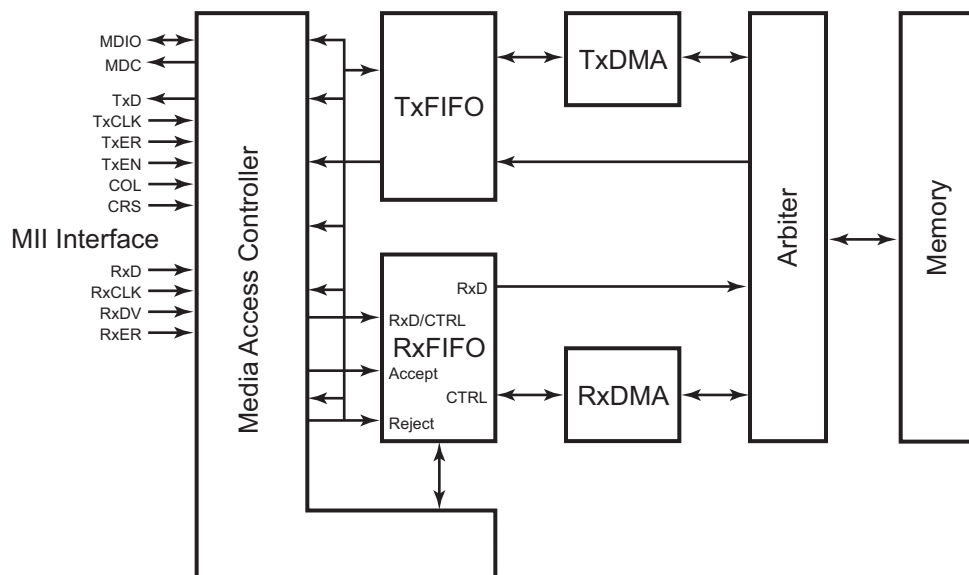 MDIO
MDC
TxD
TxCLK
TxER
TxEN
COL
CRS
MII Interface
RxD
RxCLK
RxDV
RxER
Media Access Controller
TxFIFO
TxDMA
RxD
RxD/CTRL
RxFIFO
Accept
CTRL
Reject
RxDMA
Arbiter
Memory